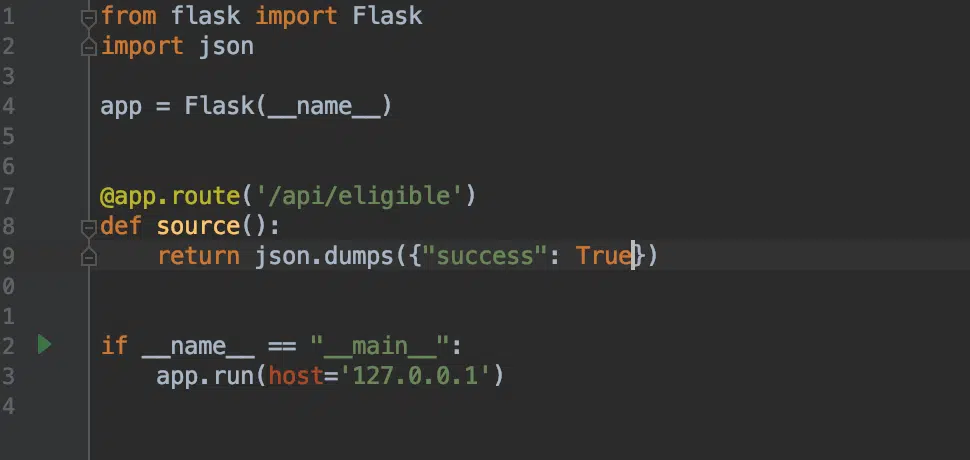 1 from flask import Flask
2 import json
3
4 app = Flask(__name__)
5
6
7 @app.route('/api/eligible')
8 def source():
9     return json.dumps({"success": True})
0
1
2 if __name__ == "__main__":
3     app.run(host='127.0.0.1')
4